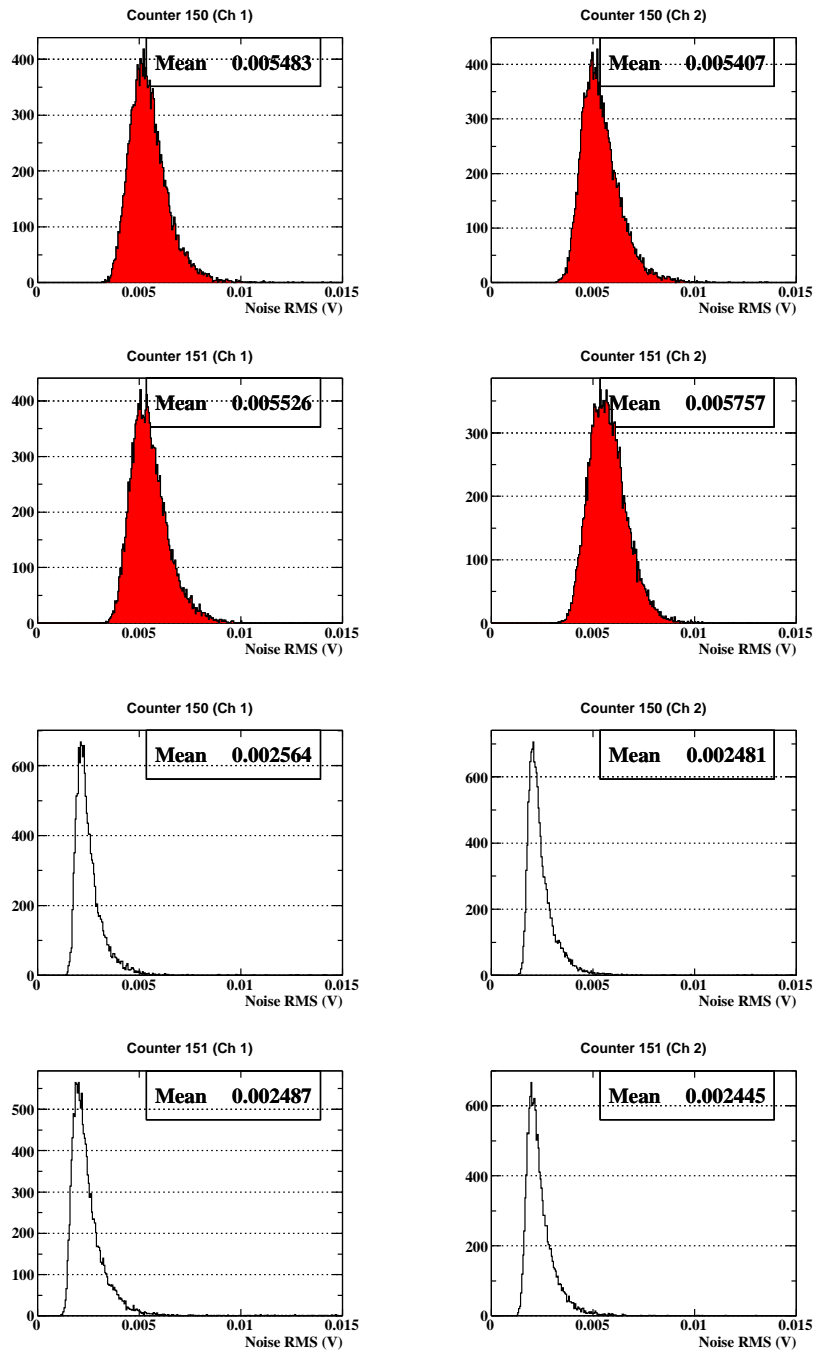 Counter 150 (Ch 1)
Mean 0.005483
400
300
200
100
0
0 0.005 0.01 0.015
Noise RMS (V)
Counter 150 (Ch 2)
Mean 0.005407
400
300
200
100
0
0 0.005 0.01 0.015
Noise RMS (V)
Counter 151 (Ch 1)
Mean 0.005526
400
300
200
100
0
0 0.005 0.01 0.015
Noise RMS (V)
Counter 151 (Ch 2)
Mean 0.005757
300
200
100
0
0 0.005 0.01 0.015
Noise RMS (V)
Counter 150 (Ch 1)
Mean 0.002564
600
400
200
0
0 0.005 0.01 0.015
Noise RMS (V)
Counter 150 (Ch 2)
Mean 0.002481
600
400
200
0
0 0.005 0.01 0.015
Noise RMS (V)
Counter 151 (Ch 1)
Mean 0.002487
500
400
300
200
100
0
0 0.005 0.01 0.015
Noise RMS (V)
Counter 151 (Ch 2)
Mean 0.002445
600
400
200
0
0 0.005 0.01 0.015
Noise RMS (V)